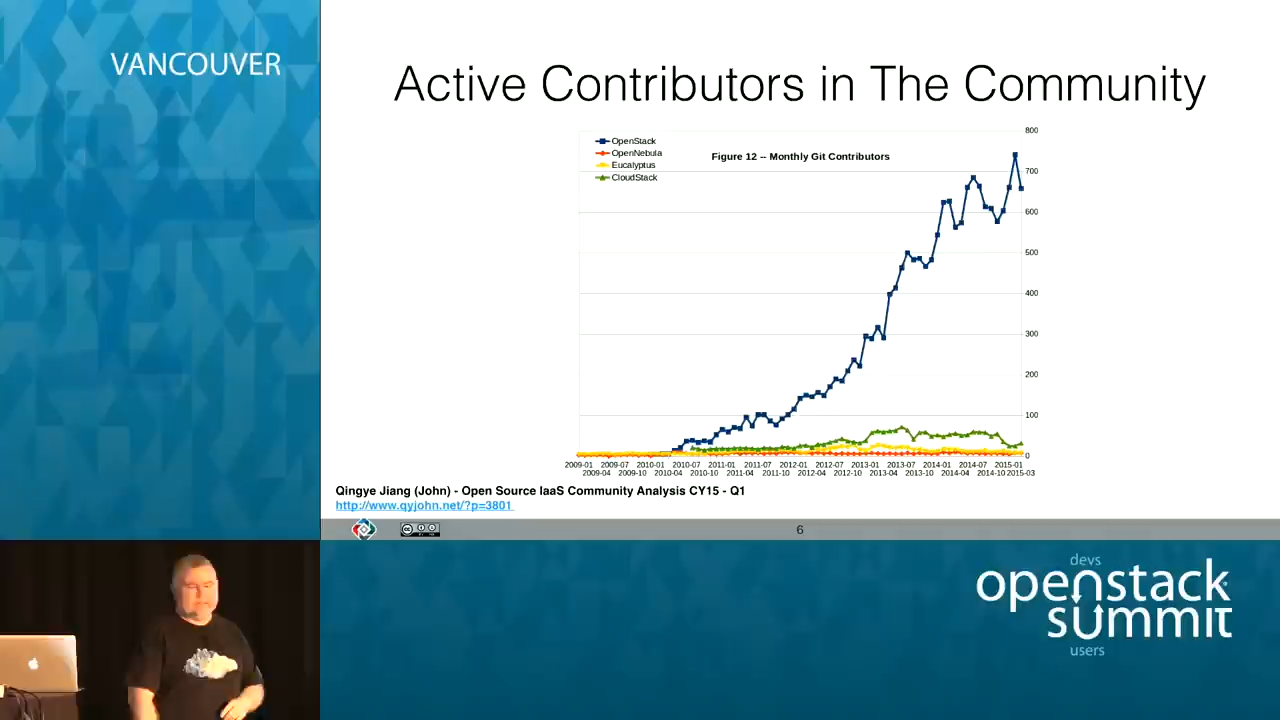 VANCOUVER
Active Contributors in The Community
OpenStack
OpenNebula
Eucalyptus
CloudStack
Figure 12 -- Monthly Git Contributors
800
700
600
500
400
300
200
100
0
2009-01 2009-07 2010-01 2010-07 2011-01 2011-07 2012-01 2012-07 2013-01 2013-07 2014-01 2014-07 2015-01
2009-04 2009-10 2010-04 2010-10 2011-04 2011-10 2012-04 2012-10 2013-04 2013-10 2014-04 2014-10 2015-03
Qingye Jiang (John) - Open Source IaaS Community Analysis CY15 - Q1
http://www.qyjohn.net/?p=3801
cc
6
devs
openstack
summit
users